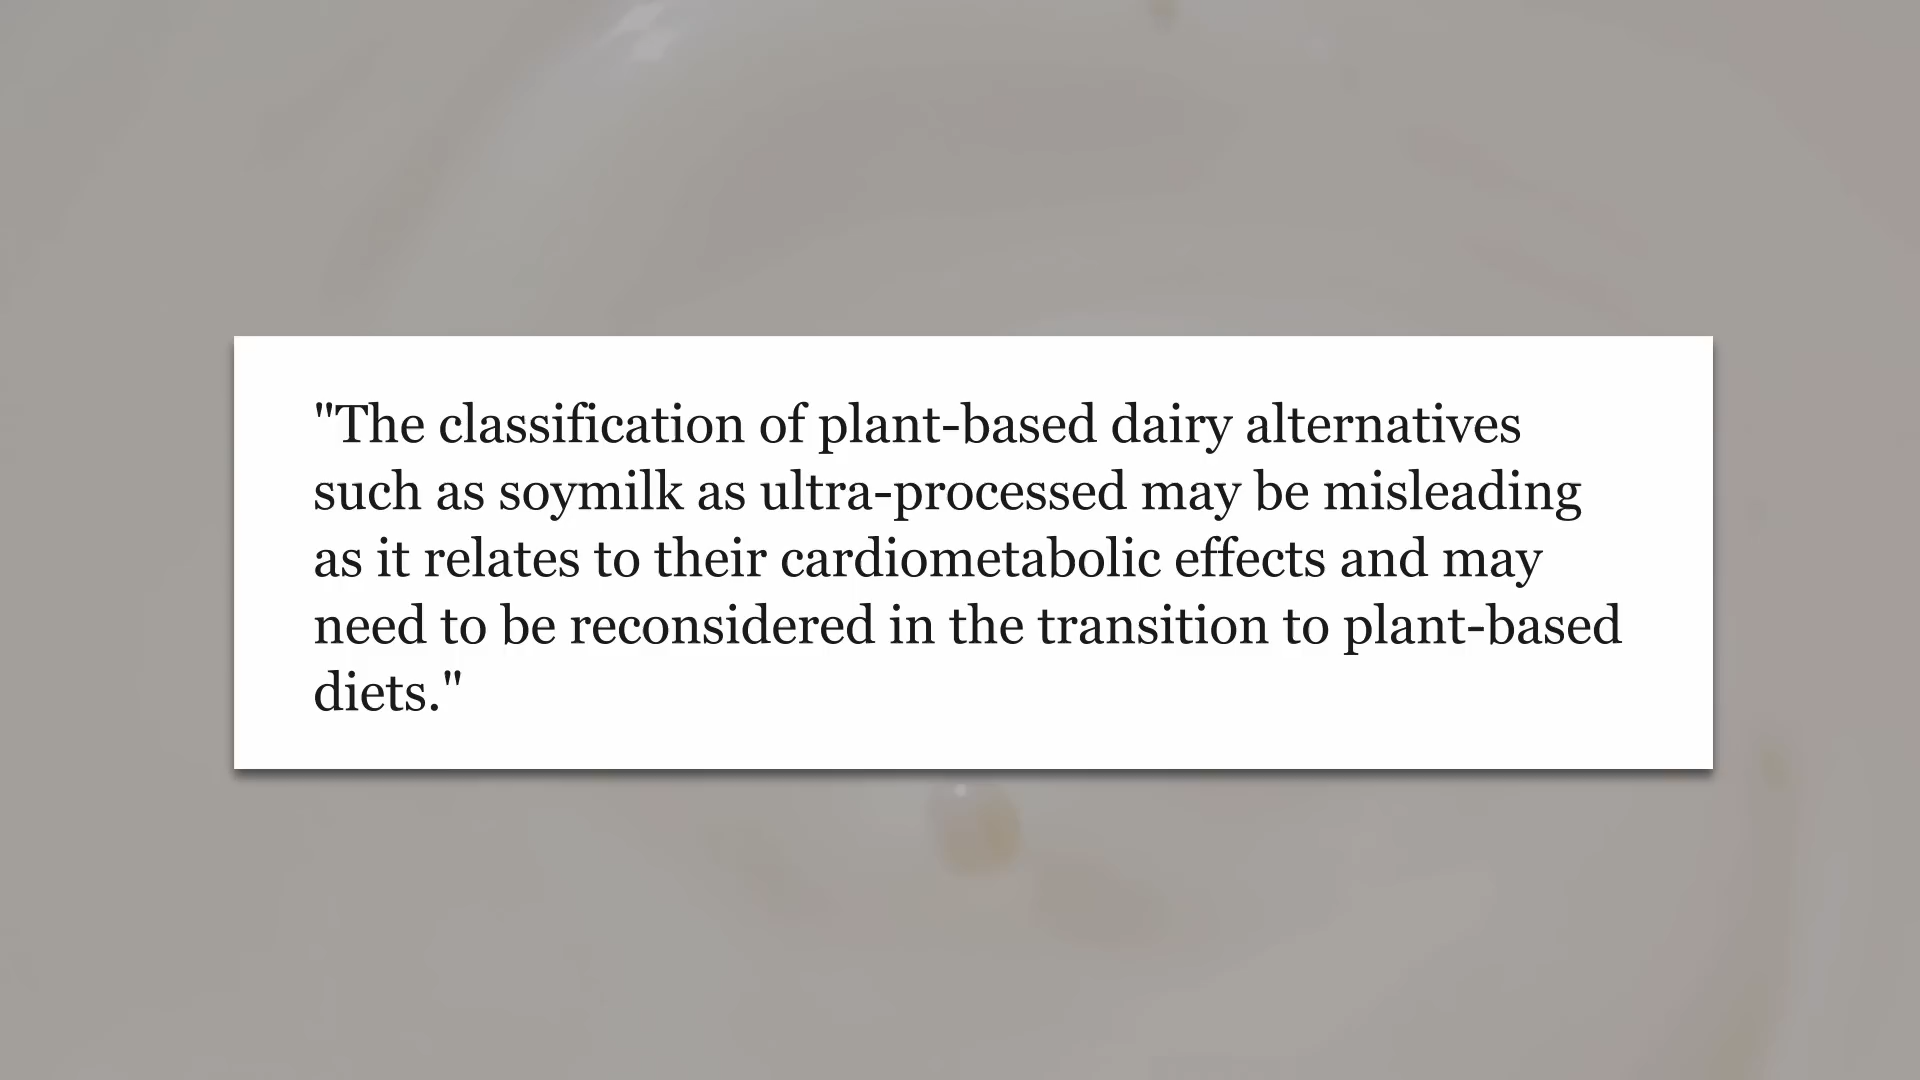 "The classification of plant-based dairy alternatives
such as soymilk as ultra-processed may be misleading
as it relates to their cardiometabolic effects and may
need to be reconsidered in the transition to plant-based
diets."